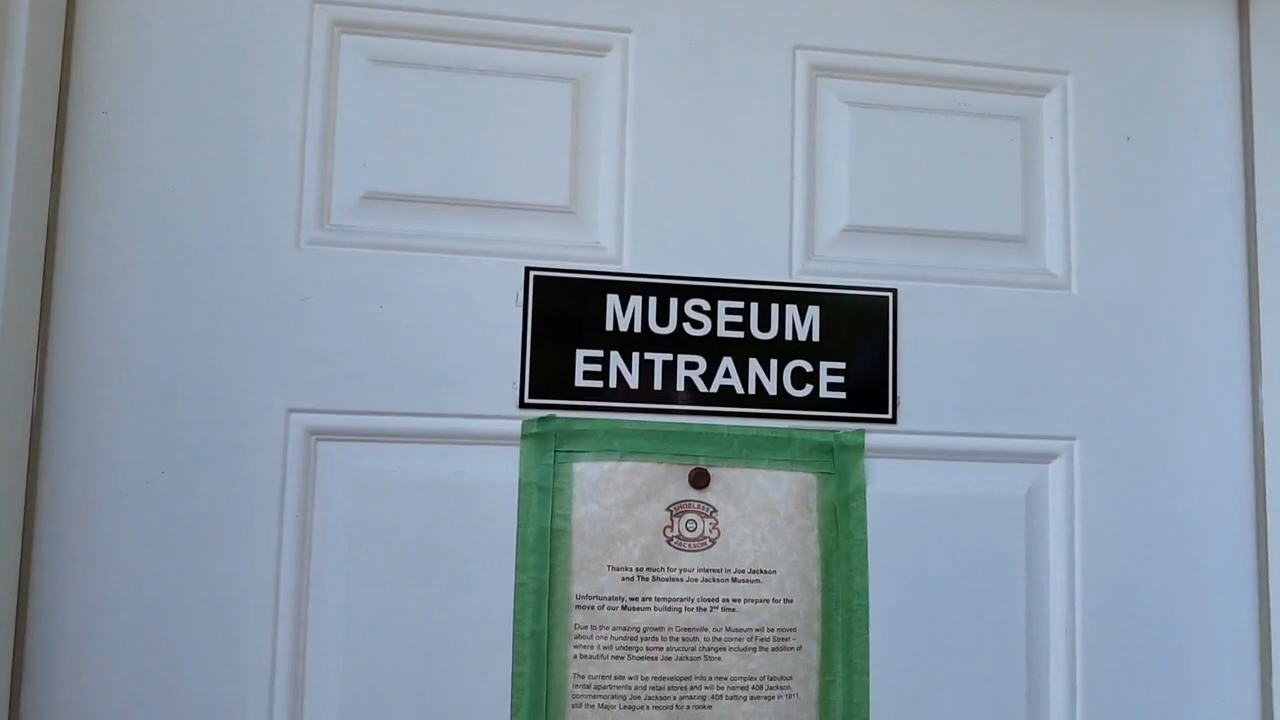 MUSEUM
ENTRANCE
SHOELESS
JOE
JACKSON
Thanks so much for your interest in Joe Jackson
and The Shoeless Joe Jackson Museum.
Unfortunately, we are temporarily closed as we prepare for the
move of our Museum building for the 2nd time.
Due to the amazing growth in Greenville, our Museum will be moved
about one hundred yards to the south, to the corner of Field Street –
where it will undergo some structural changes including the addition of
a beautiful new Shoeless Joe Jackson Store.
The current site will be redeveloped into a new complex of fabulous
rental apartments and retail stores and will be named 408 Jackson,
commemorating Joe Jackson's amazing .408 batting average in 1911,
still the Major League's record for a rookie